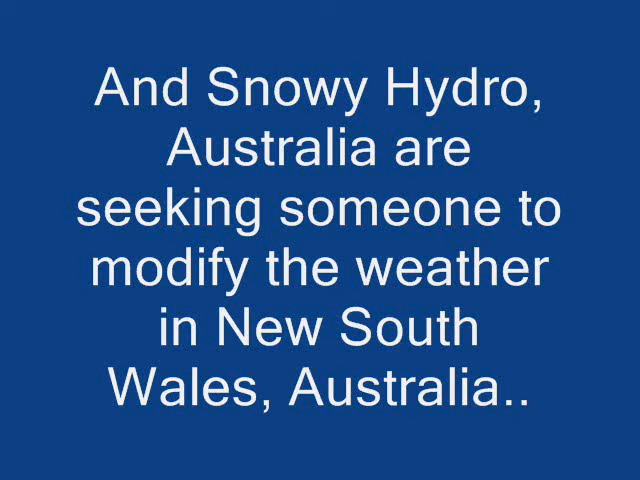 And Snowy Hydro,
Australia are
seeking someone to
modify the weather
in New South
Wales, Australia..